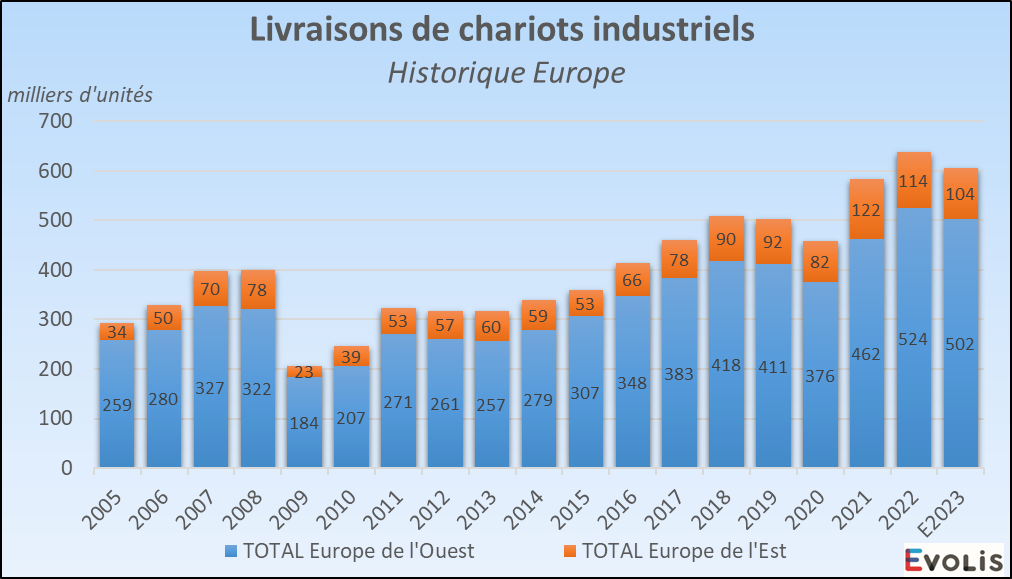 Livraisons de chariots industriels
Historique Europe
milliers d'unités
700
600
500
400
300
200
100
0
34 50 70 78 23 39 53 57 60 59 53 66 78 90 92 82 122 114 104
259 280 327 322 184 207 271 261 257 279 307 348 383 418 411 376 462 524 502
2005 2006 2007 2008 2009 2010 2011 2012 2013 2014 2015 2016 2017 2018 2019 2020 2021 2022 E2023
TOTAL Europe de l'Ouest TOTAL Europe de l'Est
EVOLIS